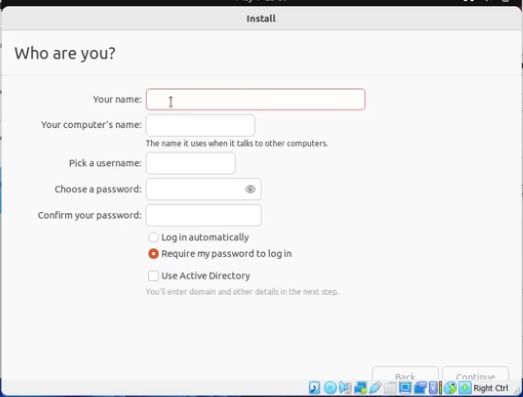 Install
Who are you?
Your name:
Your computer's name:
The name it uses when it talks to other computers.
Pick a username:
Choose a password:
Confirm your password:
Log in automatically
Require my password to log in
Use Active Directory
You'll enter domain and other details in the next step.
Back Continue
Right Ctrl